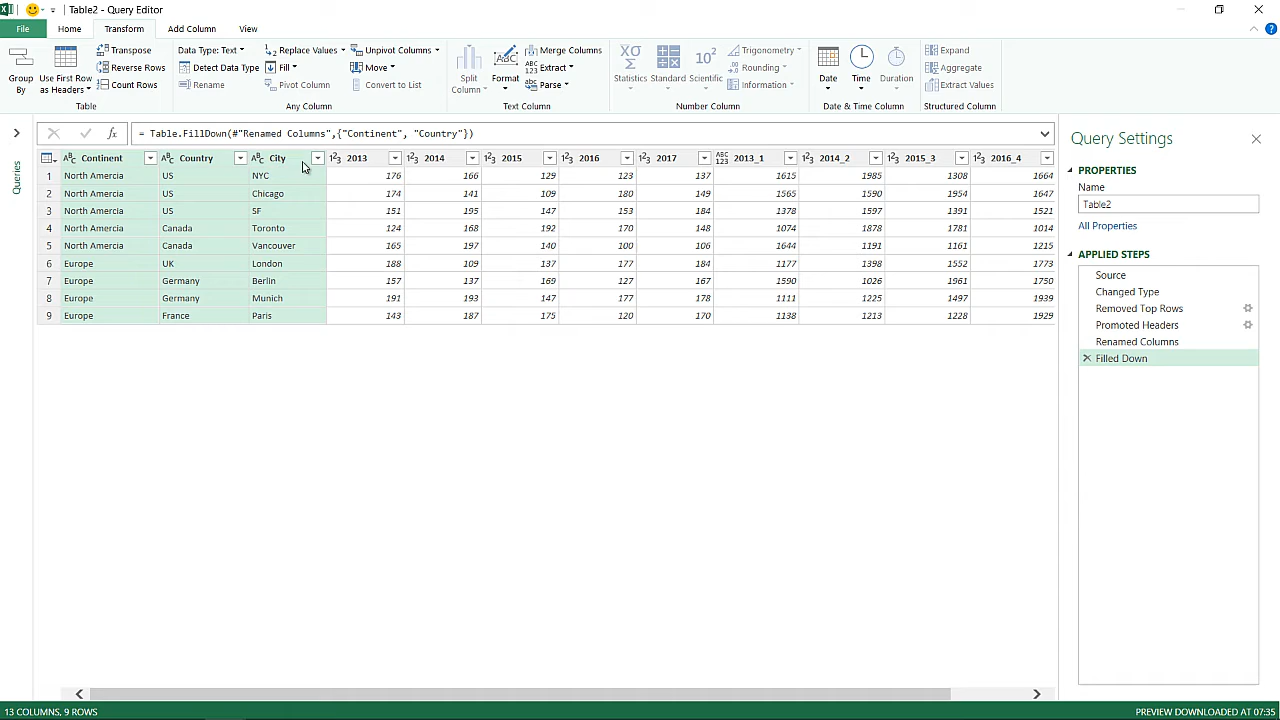 Table2 - Query Editor
File Home Transform Add Column View
Group By
Use First Row as Headers
Transpose
Reverse Rows
Count Rows
Table
Data Type: Text
Detect Data Type
Rename
Replace Values
Fill
Pivot Column
Unpivot Columns
Move
Convert to List
Any Column
Split Column
Format
ABC
Merge Columns
Extract
Parse
Text Column
Statistics
Standard
Scientific
Trigonometry
Rounding
Information
Number Column
Date
Time
Duration
Date & Time Column
Expand
Aggregate
Extract Values
Structured Column
Queries
fx = Table.FillDown(#"Renamed Columns",{"Continent", "Country"})
Continent Country City 2013 2014 2015 2016 2017 2013_1 2014_2 2015_3 2016_4
1 North Amercia US NYC 176 166 129 123 137 1615 1985 1308 1664
2 North Amercia US Chicago 174 141 109 180 149 1565 1590 1954 1647
3 North Amercia US SF 151 195 147 153 184 1378 1597 1391 1521
4 North Amercia Canada Toronto 124 168 192 170 148 1074 1878 1781 1014
5 North Amercia Canada Vancouver 165 197 140 100 106 1644 1191 1161 1215
6 Europe UK London 188 109 137 177 184 1177 1398 1552 1773
7 Europe Germany Berlin 157 137 169 127 167 1590 1026 1961 1750
8 Europe Germany Munich 191 193 147 177 178 1111 1225 1497 1939
9 Europe France Paris 143 187 175 120 170 1138 1213 1228 1929
Query Settings
PROPERTIES
Name
Table2
All Properties
APPLIED STEPS
Source
Changed Type
Removed Top Rows
Promoted Headers
Renamed Columns
Filled Down
13 COLUMNS, 9 ROWS
PREVIEW DOWNLOADED AT 07:35